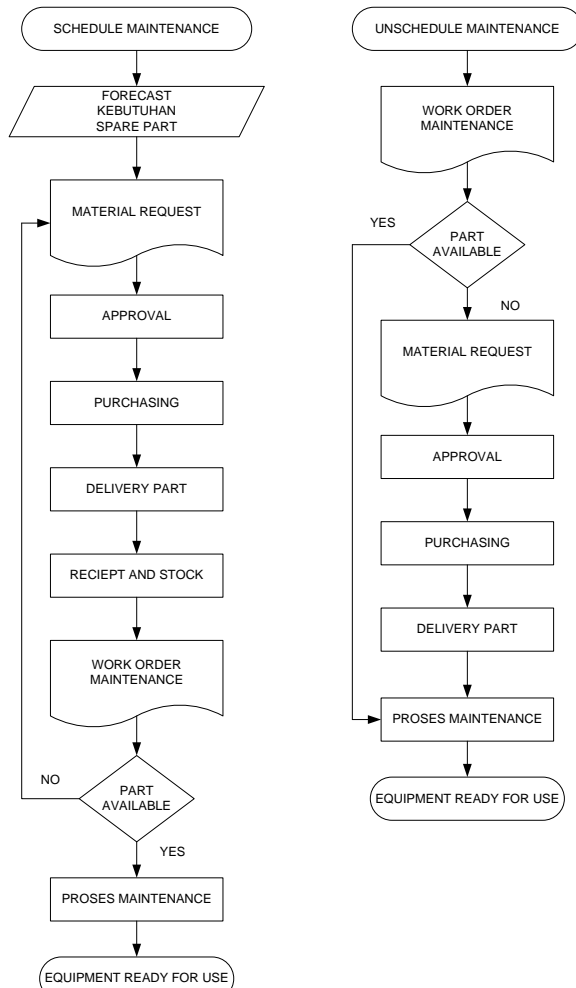 SCHEDULE MAINTENANCE
FORECAST
KEBUTUHAN
SPARE PART
MATERIAL REQUEST
APPROVAL
PURCHASING
DELIVERY PART
RECIEPT AND STOCK
WORK ORDER
MAINTENANCE
NO
PART
AVAILABLE
YES
PROSES MAINTENANCE
EQUIPMENT READY FOR USE
UNSCHEDULE MAINTENANCE
WORK ORDER
MAINTENANCE
YES
PART
AVAILABLE
NO
MATERIAL REQUEST
APPROVAL
PURCHASING
DELIVERY PART
PROSES MAINTENANCE
EQUIPMENT READY FOR USE